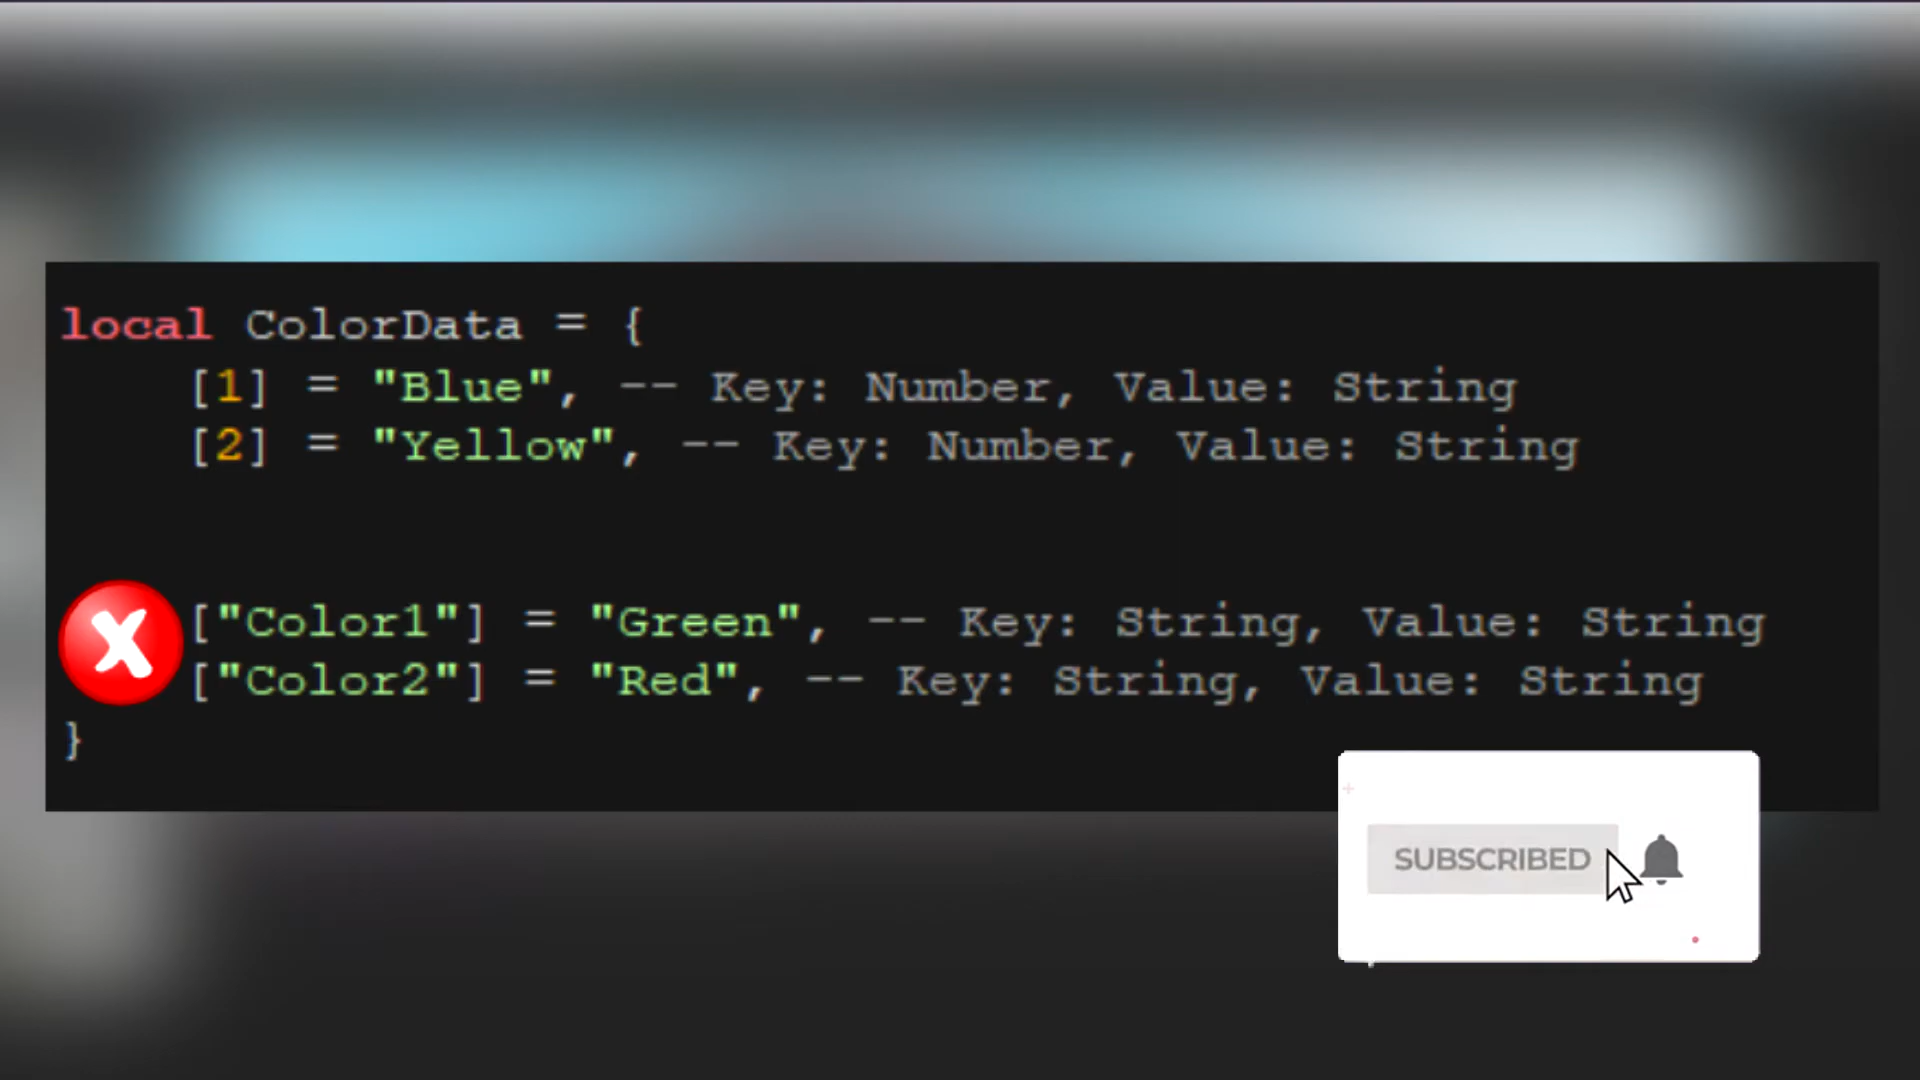 local ColorData = {
[1] = "Blue", -- Key: Number, Value: String
[2] = "Yellow", -- Key: Number, Value: String
["Color1"] = "Green", -- Key: String, Value: String
["Color2"] = "Red", -- Key: String, Value: String
}
SUBSCRIBED